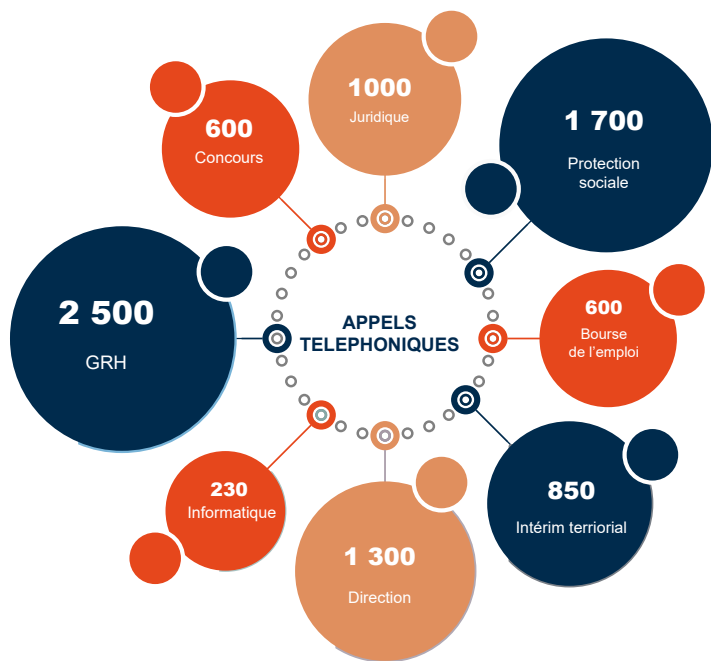 1000
Juridique
600
Concours
1 700
Protection
sociale
2 500
GRH
APPELS
TELEPHONIQUES
600
Bourse
de l'emploi
230
Informatique
850
Intérim terriorial
1 300
Direction